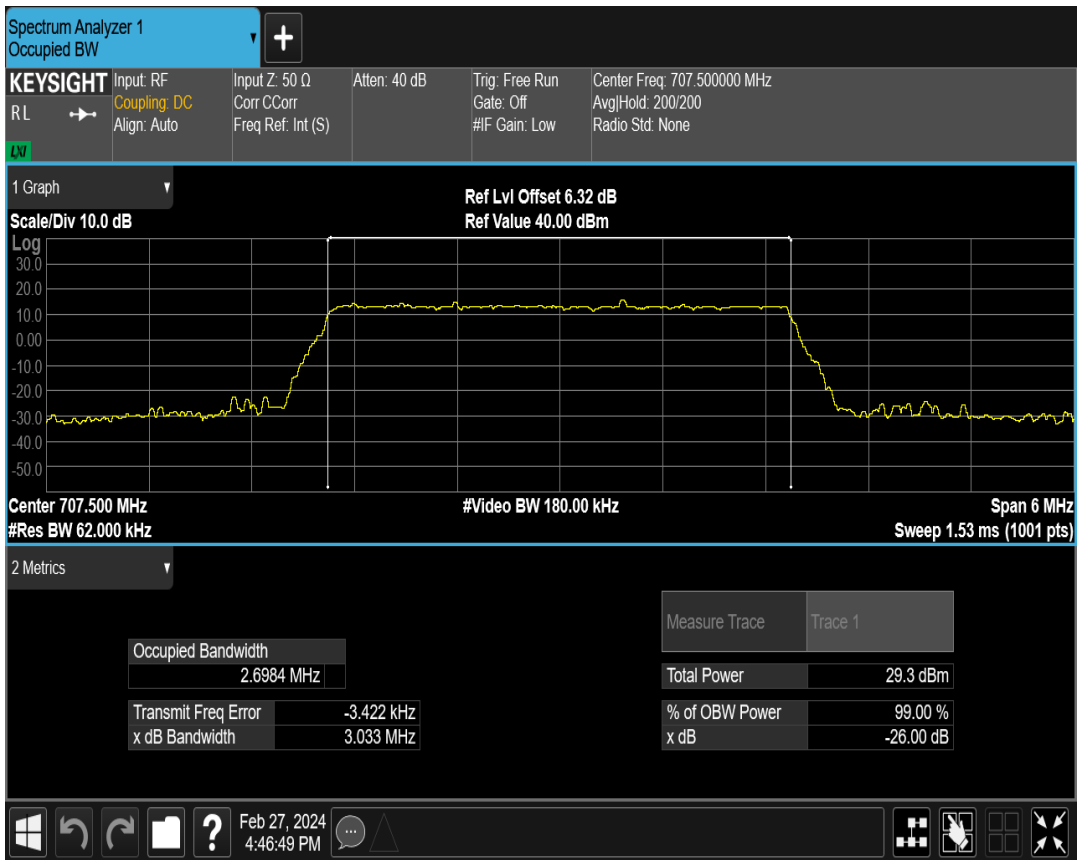 Spectrum Analyzer 1
Occupied BW
+
KEYSIGHT
RL
LXI
Input: RF
Coupling: DC
Align: Auto
Input Z: 50 Ω
Corr CCorr
Freq Ref: Int (S)
Atten: 40 dB
Trig: Free Run
Gate: Off
#IF Gain: Low
Center Freq: 707.500000 MHz
Avg|Hold: 200/200
Radio Std: None
1 Graph
Scale/Div 10.0 dB
Ref Lvl Offset 6.32 dB
Ref Value 40.00 dBm
Log
30.0
20.0
10.0
0.00
-10.0
-20.0
-30.0
-40.0
-50.0
Center 707.500 MHz
#Video BW 180.00 kHz
Span 6 MHz
#Res BW 62.000 kHz
Sweep 1.53 ms (1001 pts)
2 Metrics
Measure Trace Trace 1
Occupied Bandwidth
2.6984 MHz
Total Power 29.3 dBm
Transmit Freq Error -3.422 kHz
% of OBW Power 99.00 %
x dB Bandwidth 3.033 MHz
x dB -26.00 dB
?
Feb 27, 2024
4:46:49 PM